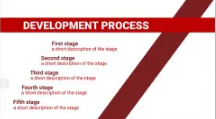 DEVELOPMENT PROCESS
First stage
a short description of the stage
Second stage
a short description of the stage
Third stage
a short description of the stage
Fourth stage
a short description of the stage
Fifth stage
a short description of the stage